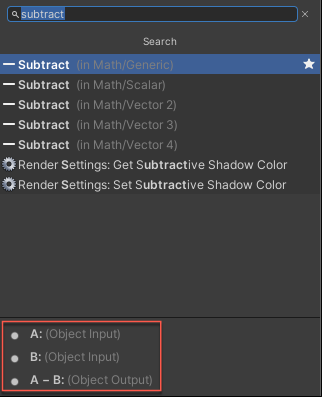 subtract
Search
Subtract (in Math/Generic)
Subtract (in Math/Scalar)
Subtract (in Math/Vector 2)
Subtract (in Math/Vector 3)
Subtract (in Math/Vector 4)
Render Settings: Get Subtractive Shadow Color
Render Settings: Set Subtractive Shadow Color
A: (Object Input)
B: (Object Input)
A − B: (Object Output)